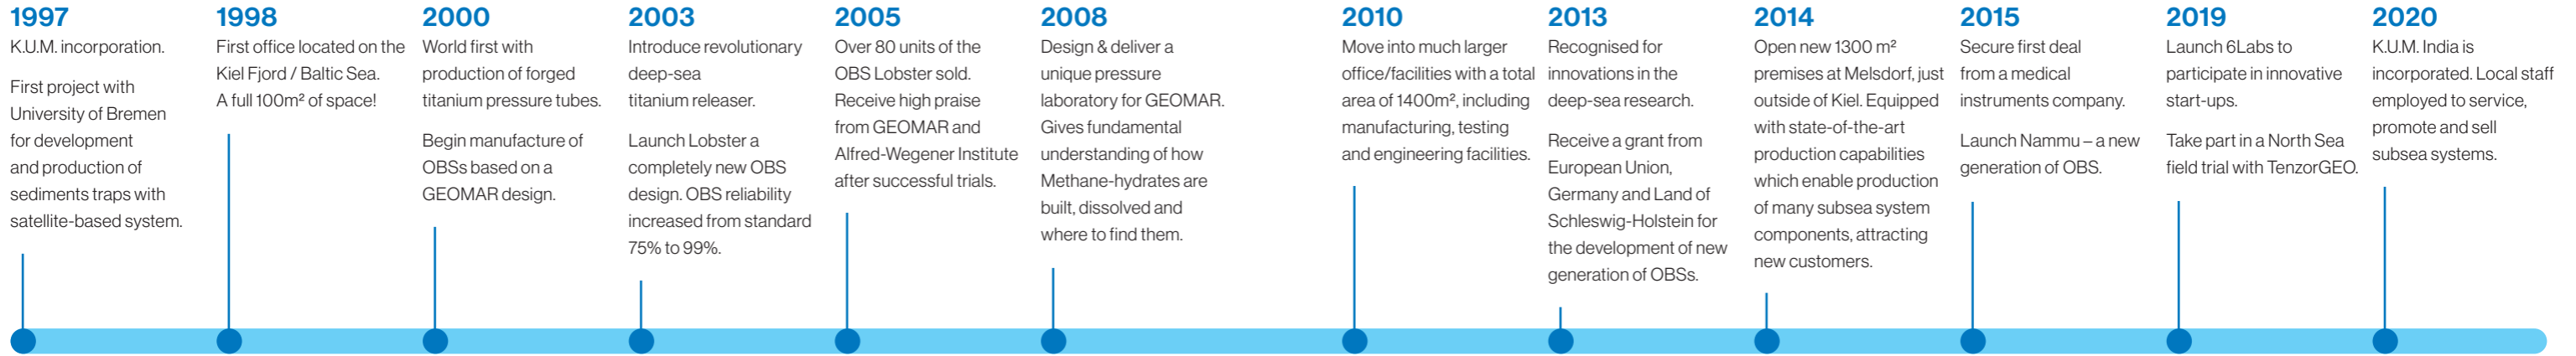 1997
K.U.M. incorporation.
First project with
University of Bremen
for development
and production of
sediments traps with
satellite-based system.
1998
First office located on the
Kiel Fjord / Baltic Sea.
A full 100m² of space!
2000
World first with
production of forged
titanium pressure tubes.
Begin manufacture of
OBSs based on a
GEOMAR design.
2003
Introduce revolutionary
deep-sea
titanium releaser.
Launch Lobster a
completely new OBS
design. OBS reliability
increased from standard
75% to 99%.
2005
Over 80 units of the
OBS Lobster sold.
Receive high praise
from GEOMAR and
Alfred-Wegener Institute
after successful trials.
2008
Design & deliver a
unique pressure
laboratory for GEOMAR.
Gives fundamental
understanding of how
Methane-hydrates are
built, dissolved and
where to find them.
2010
Move into much larger
office/facilities with a total
area of 1400m², including
manufacturing, testing
and engineering facilities.
2013
Recognised for
innovations in the
deep-sea research.
Receive a grant from
European Union,
Germany and Land of
Schleswig-Holstein for
the development of new
generation of OBSs.
2014
Open new 1300 m²
premises at Melsdorf, just
outside of Kiel. Equipped
with state-of-the-art
production capabilities
which enable production
of many subsea system
components, attracting
new customers.
2015
Secure first deal
from a medical
instruments company.
Launch Nammu – a new
generation of OBS.
2019
Launch 6Labs to
participate in innovative
start-ups.
Take part in a North Sea
field trial with TenzorGEO.
2020
K.U.M. India is
incorporated. Local staff
employed to service,
promote and sell
subsea systems.